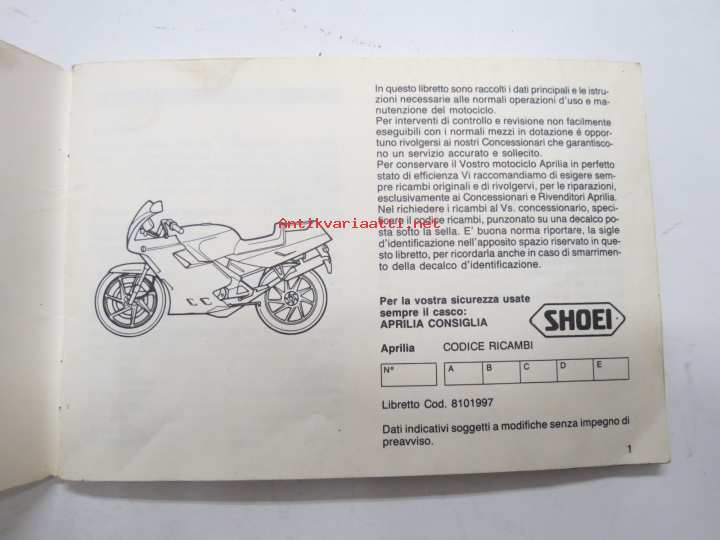 In questo libretto sono raccolti i dati principali e le istru-
zioni necessarie alle normali operazioni d'uso e ma-
nutenzione del motociclo.
Per interventi di controllo e revisione non facilmente
eseguibili con i normali mezzi in dotazione é oppor-
tuno rivolgersi ai nostri Concessionari che garantisco-
no un servizio accurato e sollecito.
Per conservare il Vostro motociclo Aprilia in perfetto
stato di efficienza Vi raccomandiamo di esigere sem-
pre ricambi originali e di rivolgervi, per le riparazioni,
esclusivamente ai Concessionari e Rivenditori Aprilia.
Nel richiedere i ricambi al Vs. concessionario, speci-
ficare il codice ricambi, punzonato su una decalco po-
sta sotto la sella. E' buona norma riportare, la sigle
d'identificazione nell'apposito spazio riservato in que-
sto libretto, per ricordarla anche in caso di smarrimen-
to della decalco d'identificazione.
Antikvariaatti.net
Per la vostra sicurezza usate
sempre il casco:
APRILIA CONSIGLIA
SHOEI
Aprilia CODICE RICAMBI
N° A B C D E
Libretto Cod. 8101997
Dati indicativi soggetti a modifiche senza impegno di
preavviso.
1